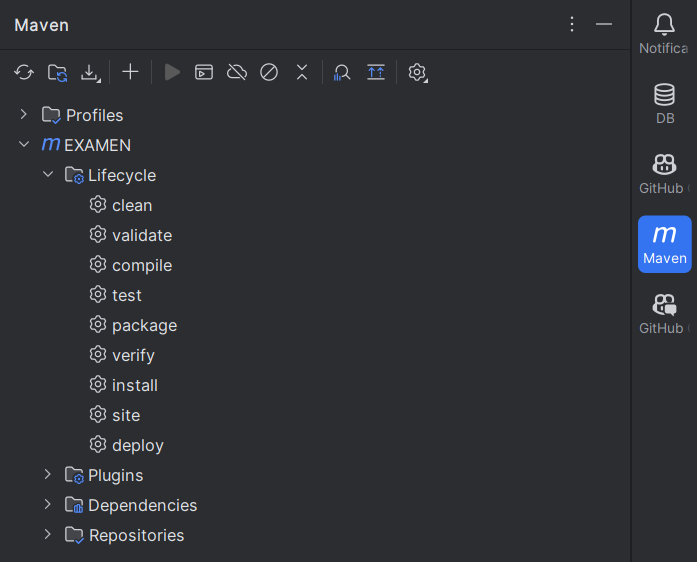 Maven
Profiles
m EXAMEN
Lifecycle
clean
validate
compile
test
package
verify
install
site
deploy
Plugins
Dependencies
Repositories
Notifica
DB
GitHub
m
Maven
GitHub